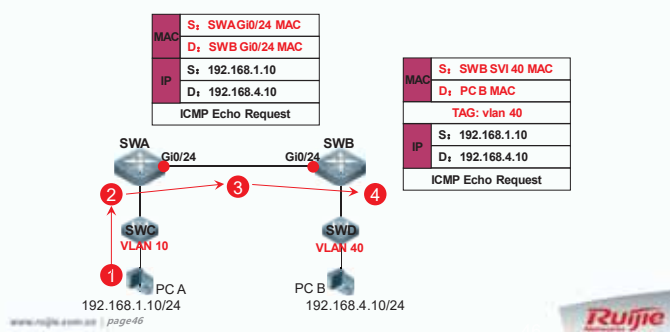 MAC
S: SWA Gi0/24 MAC
D: SWB Gi0/24 MAC
IP
S: 192.168.1.10
D: 192.168.4.10
ICMP Echo Request
MAC
S: SWB SVI 40 MAC
D: PC B MAC
TAG: vlan 40
IP
S: 192.168.1.10
D: 192.168.4.10
ICMP Echo Request
SWA
Gi0/24
Gi0/24
SWB
2
3
4
SWC
VLAN 10
SWD
VLAN 40
1
PC A
192.168.1.10/24
PC B
192.168.4.10/24
page46
Ruijie